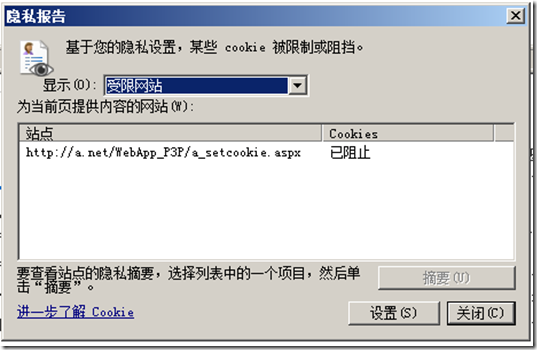 隐私报告
基于您的隐私设置，某些 cookie 被限制或阻挡。
显示(O): 受限网站
为当前页提供内容的网站(W):
站点 Cookies
http://a.net/WebApp_P3P/a_setcookie.aspx 已阻止
要查看站点的隐私摘要，选择列表中的一个项目，然后单
击“摘要”。
摘要(U)
进一步了解 Cookie
设置(S) 关闭(C)